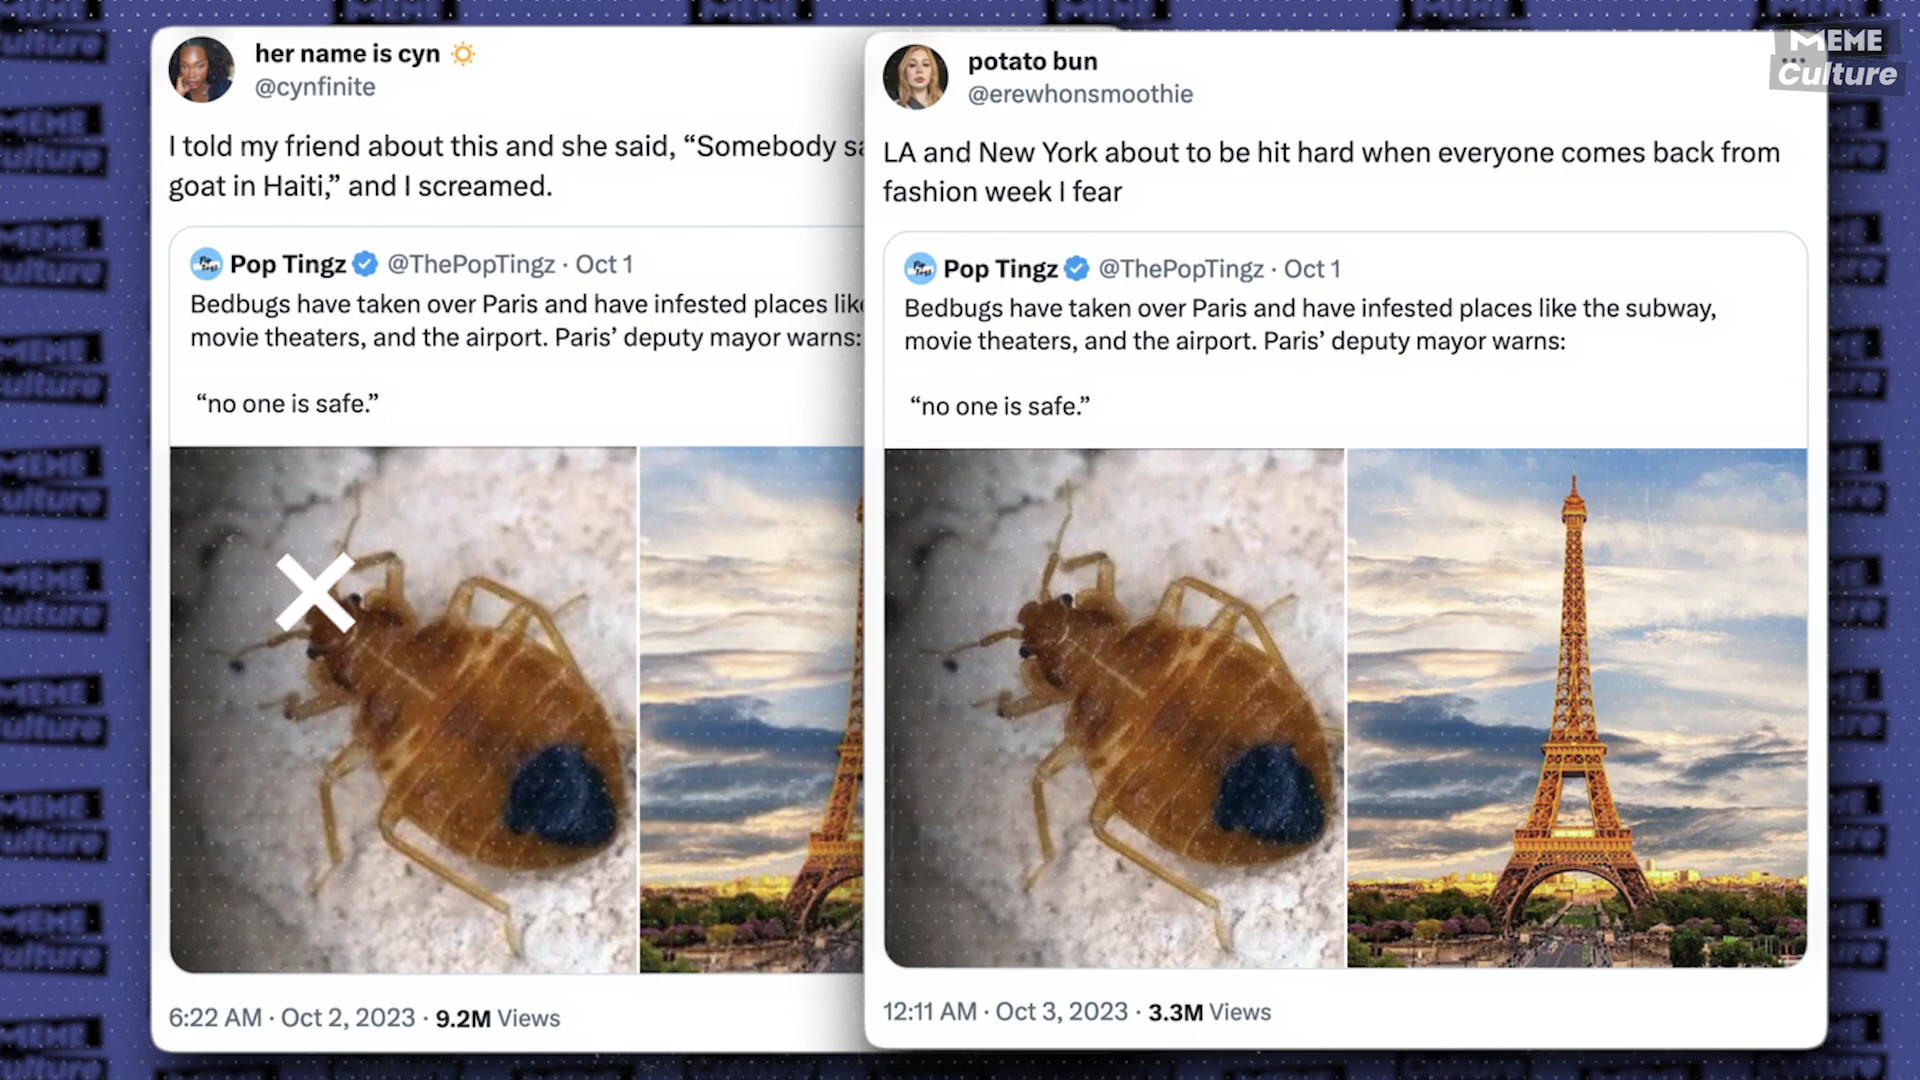 her name is cyn
@cynfinite
I told my friend about this and she said, “Somebody sa
goat in Haiti,” and I screamed.
Pop Tingz @ThePopTingz · Oct 1
Bedbugs have taken over Paris and have infested places like
movie theaters, and the airport. Paris’ deputy mayor warns:
“no one is safe.”
6:22 AM · Oct 2, 2023 · 9.2M Views
potato bun
@erewhonsmoothie
LA and New York about to be hit hard when everyone comes back from
fashion week I fear
Pop Tingz @ThePopTingz · Oct 1
Bedbugs have taken over Paris and have infested places like the subway,
movie theaters, and the airport. Paris’ deputy mayor warns:
“no one is safe.”
12:11 AM · Oct 3, 2023 · 3.3M Views
MEME
Culture